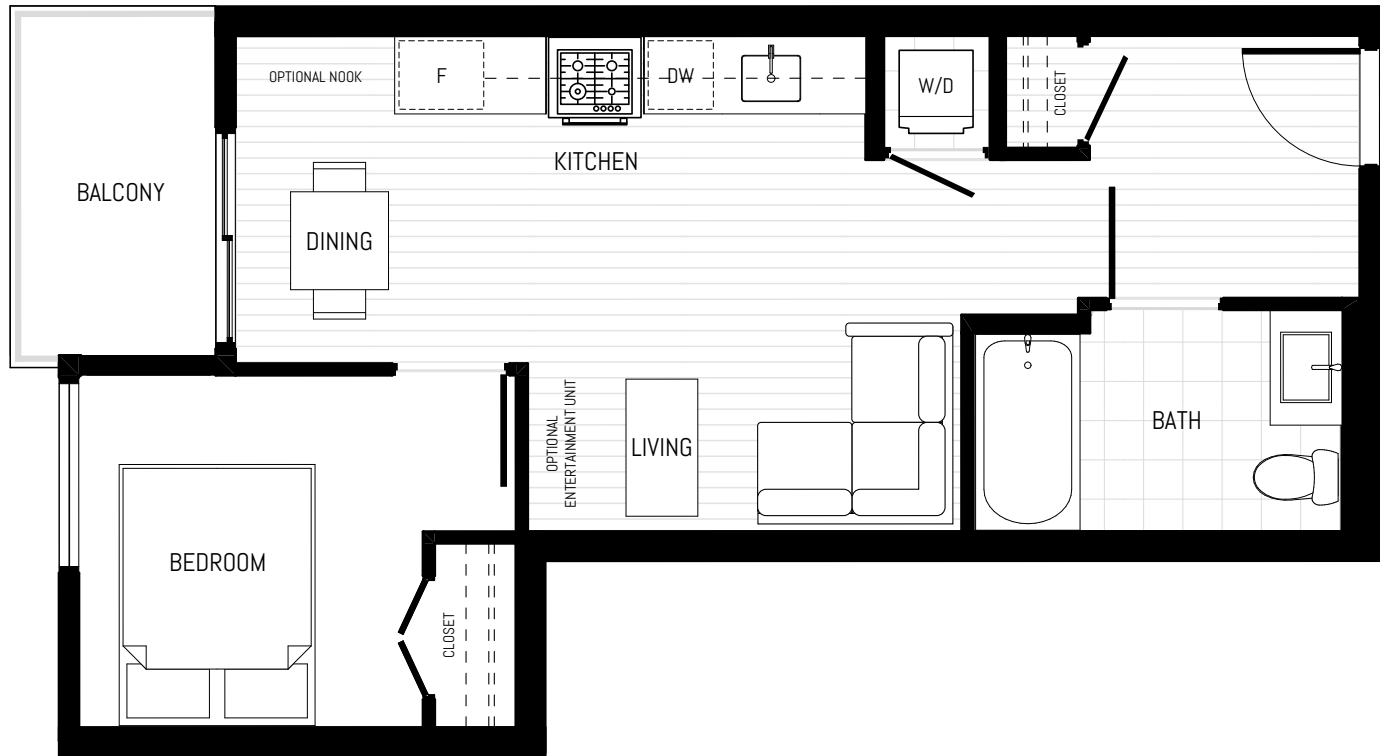 OPTIONAL NOOK
F
DW
W/D
CLOSET
KITCHEN
BALCONY
DINING
OPTIONAL
ENTERTAINMENT UNIT
LIVING
BATH
BEDROOM
CLOSET